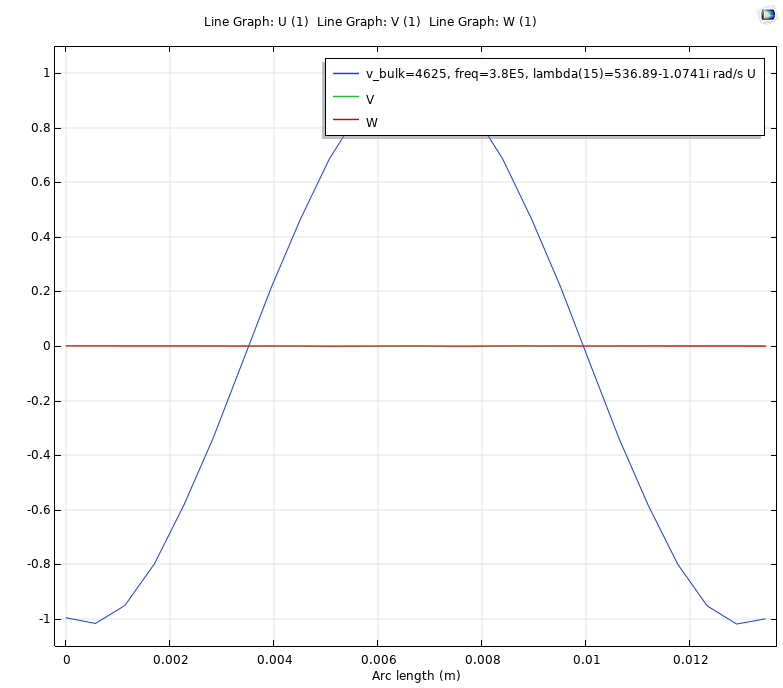 Line Graph: U (1)  Line Graph: V (1)  Line Graph: W (1)
v_bulk=4625, freq=3.8E5, lambda(15)=536.89-1.0741i rad/s U
V
W
1
0.8
0.6
0.4
0.2
0
-0.2
-0.4
-0.6
-0.8
-1
0 0.002 0.004 0.006 0.008 0.01 0.012
Arc length (m)